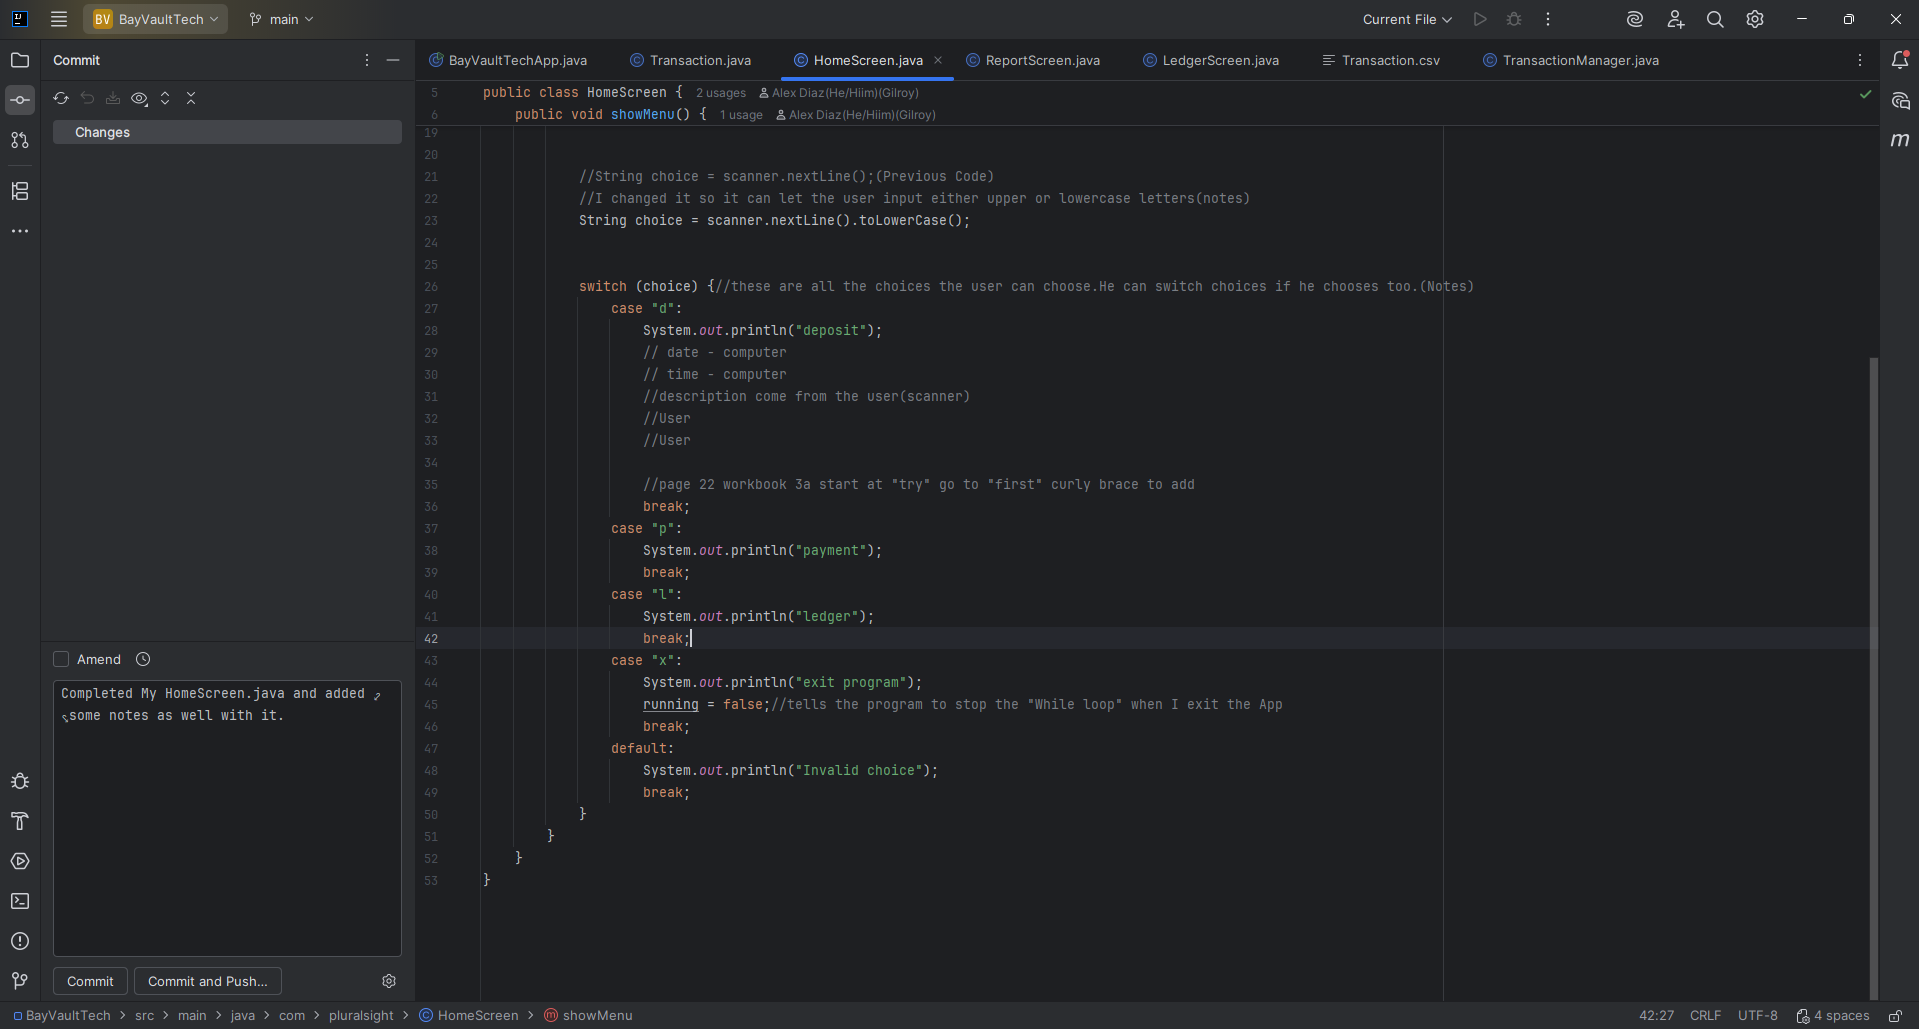 BV BayVaultTech main Current File
Commit
BayVaultTechApp.java Transaction.java HomeScreen.java ReportScreen.java LedgerScreen.java Transaction.csv TransactionManager.java
Changes
5 public class HomeScreen { 2 usages Alex Diaz(He/Hiim)(Gilroy)
6 public void showMenu() { 1 usage Alex Diaz(He/Hiim)(Gilroy)
19
20
21 //String choice = scanner.nextLine();(Previous Code)
22 //I changed it so it can let the user input either upper or lowercase letters(notes)
23 String choice = scanner.nextLine().toLowerCase();
24
25
26 switch (choice) {//these are all the choices the user can choose.He can switch choices if he chooses too.(Notes)
27 case "d":
28 System.out.println("deposit");
29 // date - computer
30 // time - computer
31 //description come from the user(scanner)
32 //User
33 //User
34
35 //page 22 workbook 3a start at "try" go to "first" curly brace to add
36 break;
37 case "p":
38 System.out.println("payment");
39 break;
40 case "l":
41 System.out.println("ledger");
42 break;
43 case "x":
44 System.out.println("exit program");
45 running = false;//tells the program to stop the "While loop" when I exit the App
46 break;
47 default:
48 System.out.println("Invalid choice");
49 break;
50 }
51 }
52 }
53 }
Amend
Completed My HomeScreen.java and added
some notes as well with it.
Commit Commit and Push...
BayVaultTech > src > main > java > com > pluralsight > HomeScreen > showMenu 42:27 CRLF UTF-8 4 spaces